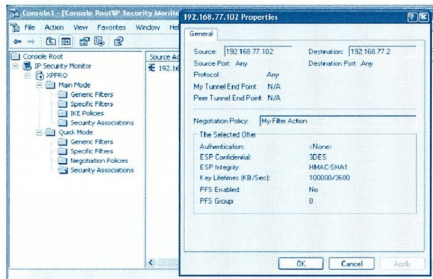 Console1 - [Console Root\IP Security Monitor
File Action View Favorites Window Help
Console Root
IP Security Monitor
XPPRO
Main Mode
Generic Filters
Specific Filters
IKE Policies
Security Associations
Quick Mode
Generic Filters
Specific Filters
Negotiation Policies
Security Associations
Source Ad
192.16
192.168.77.102 Properties
General
Source: 192.168.77.102 Destination: 192.168.77.2
Source Port: Any Destination Port: Any
Protocol Any
My Tunnel End Point N/A
Peer Tunnel End Point: N/A
Negotiation Policy: My Filter Action
The Selected Offer
Authentication: <None>
ESP Confidential: 3DES
ESP Integrity: HMAC-SHA1
Key Lifetimes (KB/Sec): 100000/3600
PFS Enabled: No
PFS Group: 0
OK Cancel Apply